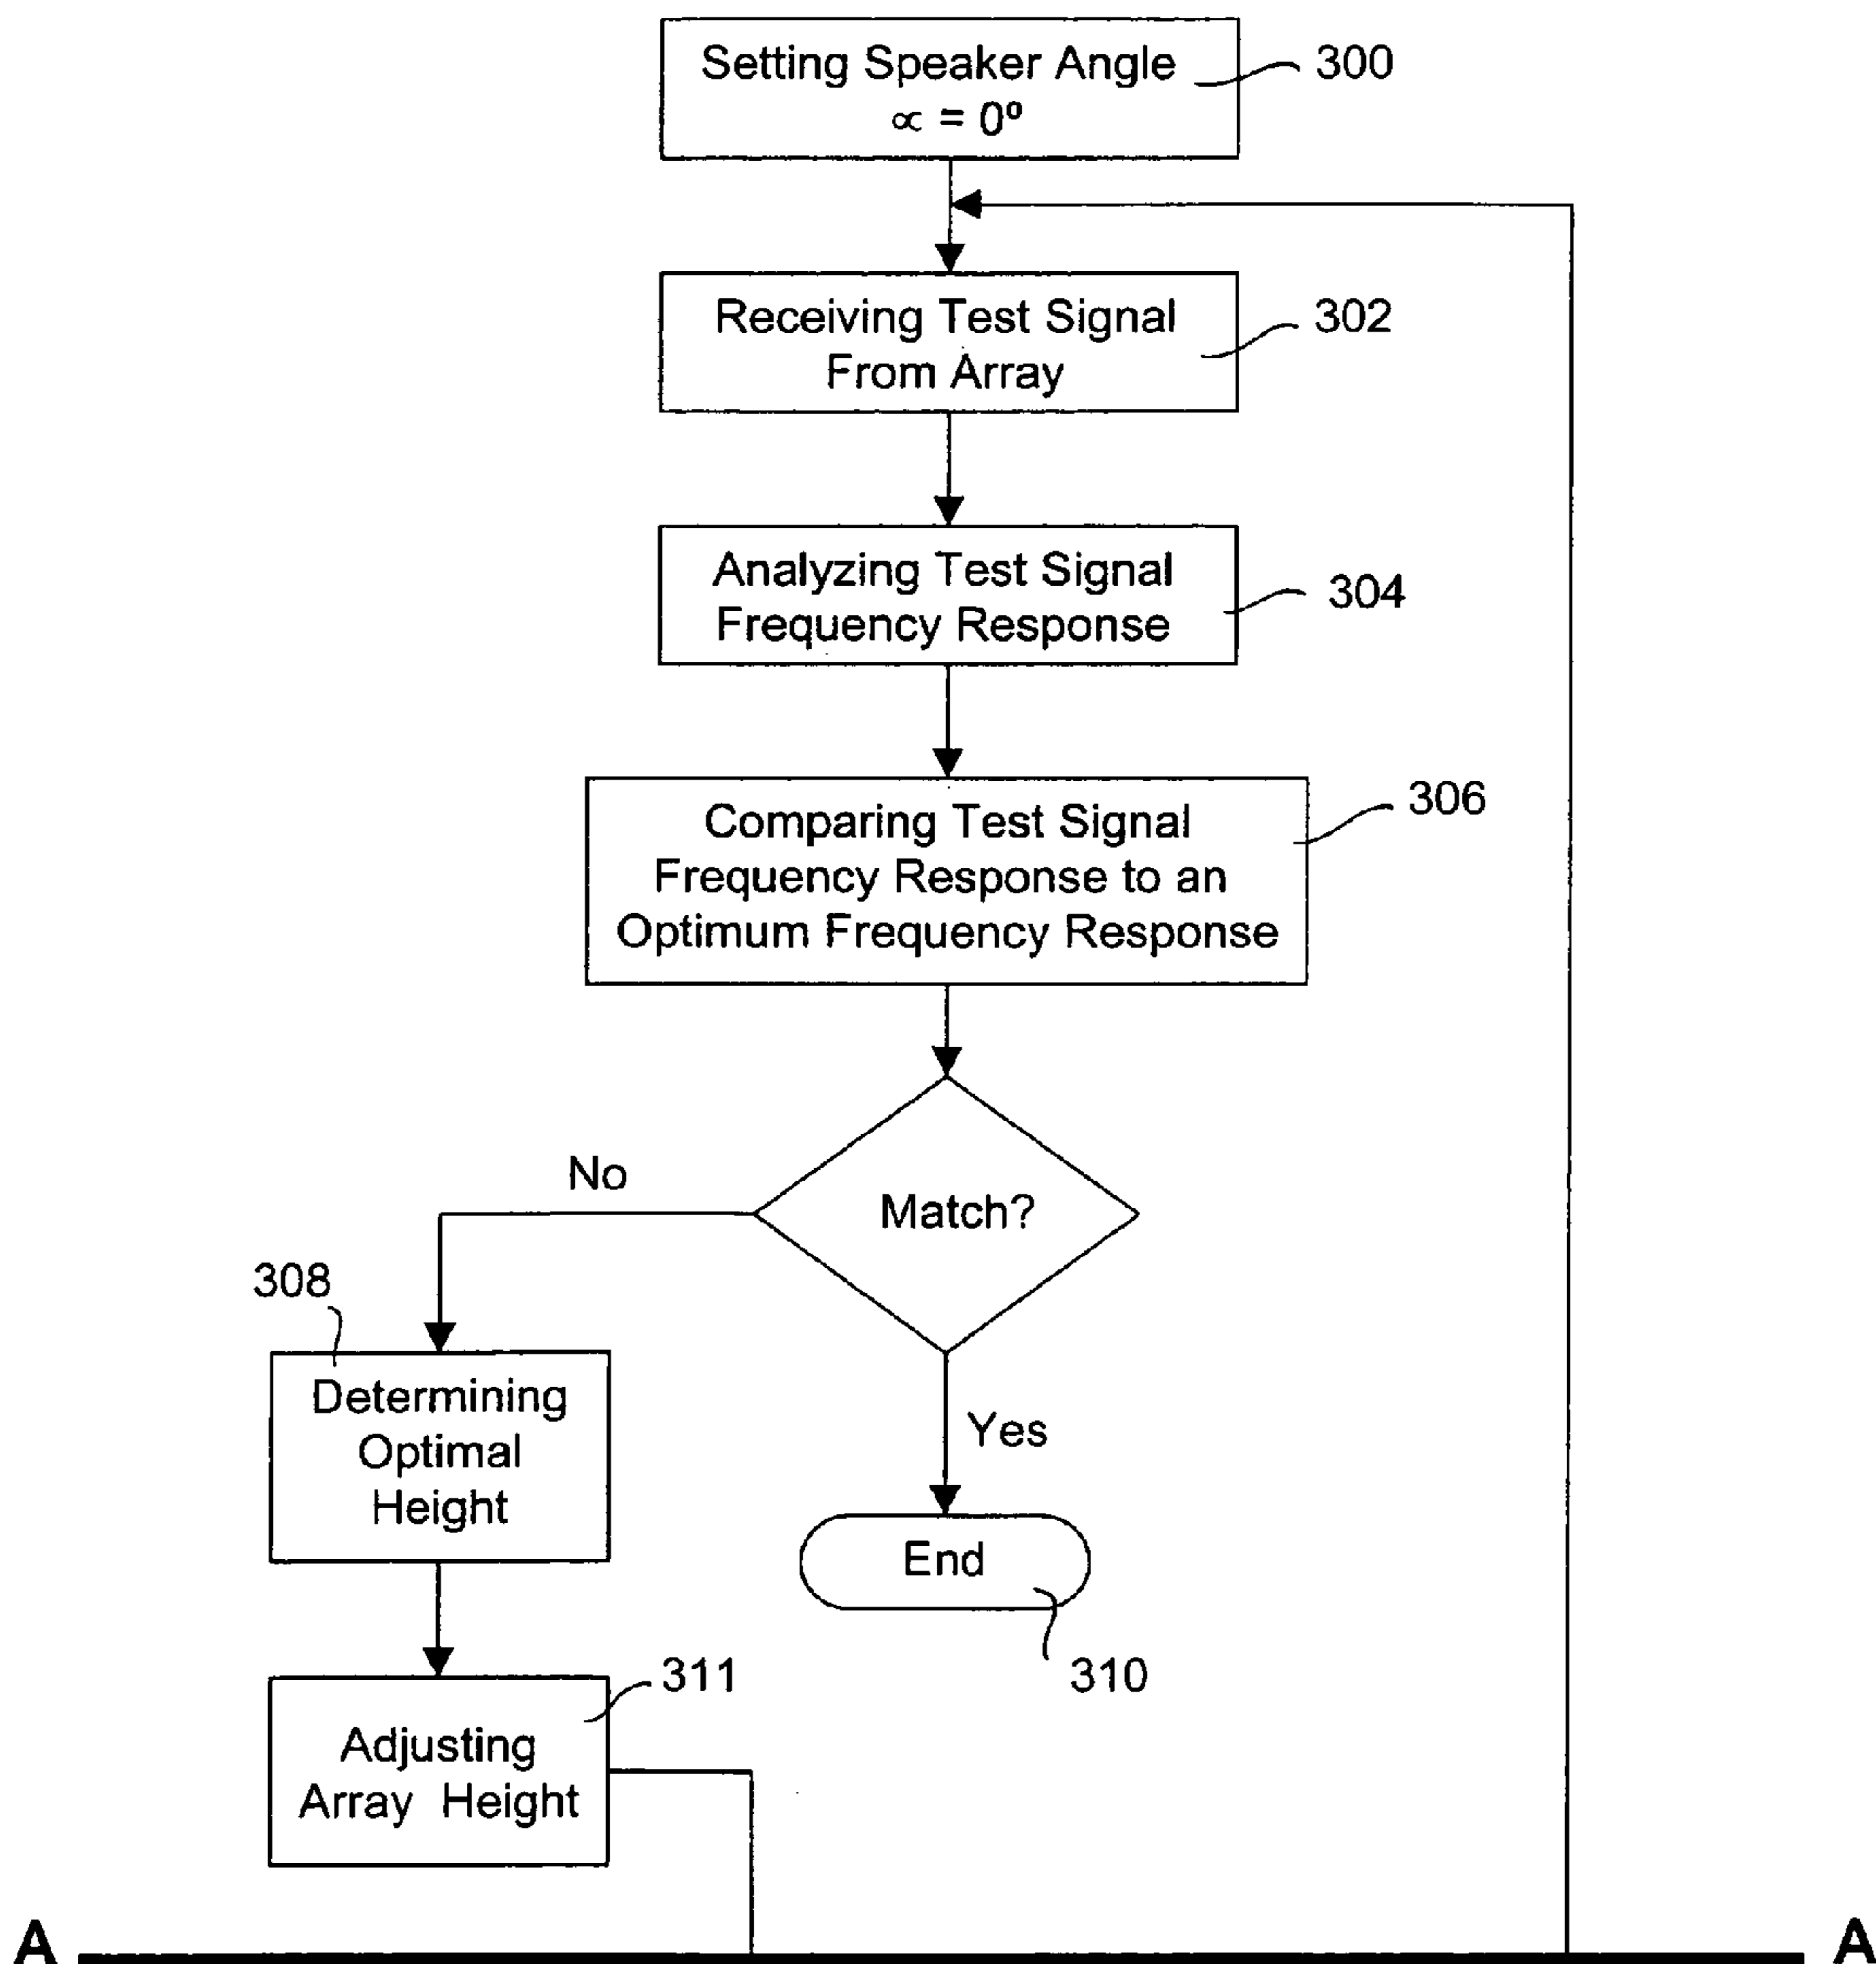 Setting Speaker Angle
∝ = 0º
300
Receiving Test Signal
From Array
302
Analyzing Test Signal
Frequency Response
304
Comparing Test Signal
Frequency Response to an
Optimum Frequency Response
306
Match?
No
Yes
308
Determining
Optimal
Height
End
310
311
Adjusting
Array Height
A
A